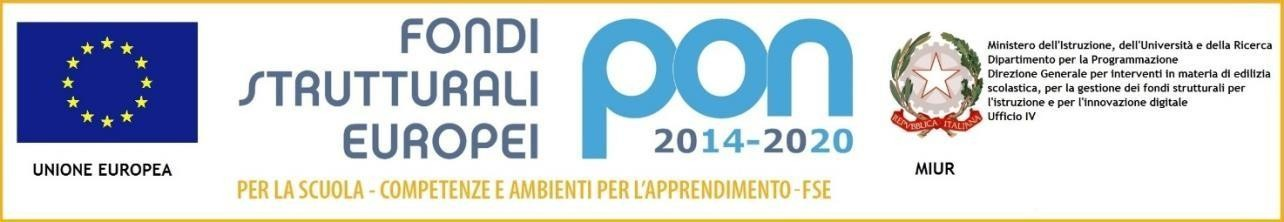 UNIONE EUROPEA
FONDI
STRUTTURALI
EUROPEI
pon
2014-2020
PER LA SCUOLA - COMPETENZE E AMBIENTI PER L'APPRENDIMENTO-FSE
REPVBBLICA ITALIANA
MIUR
Ministero dell'Istruzione, dell'Università e della Ricerca
Dipartimento per la Programmazione
Direzione Generale per interventi in materia di edilizia
scolastica, per la gestione dei fondi strutturali per
l'istruzione e per l'innovazione digitale
Ufficio IV